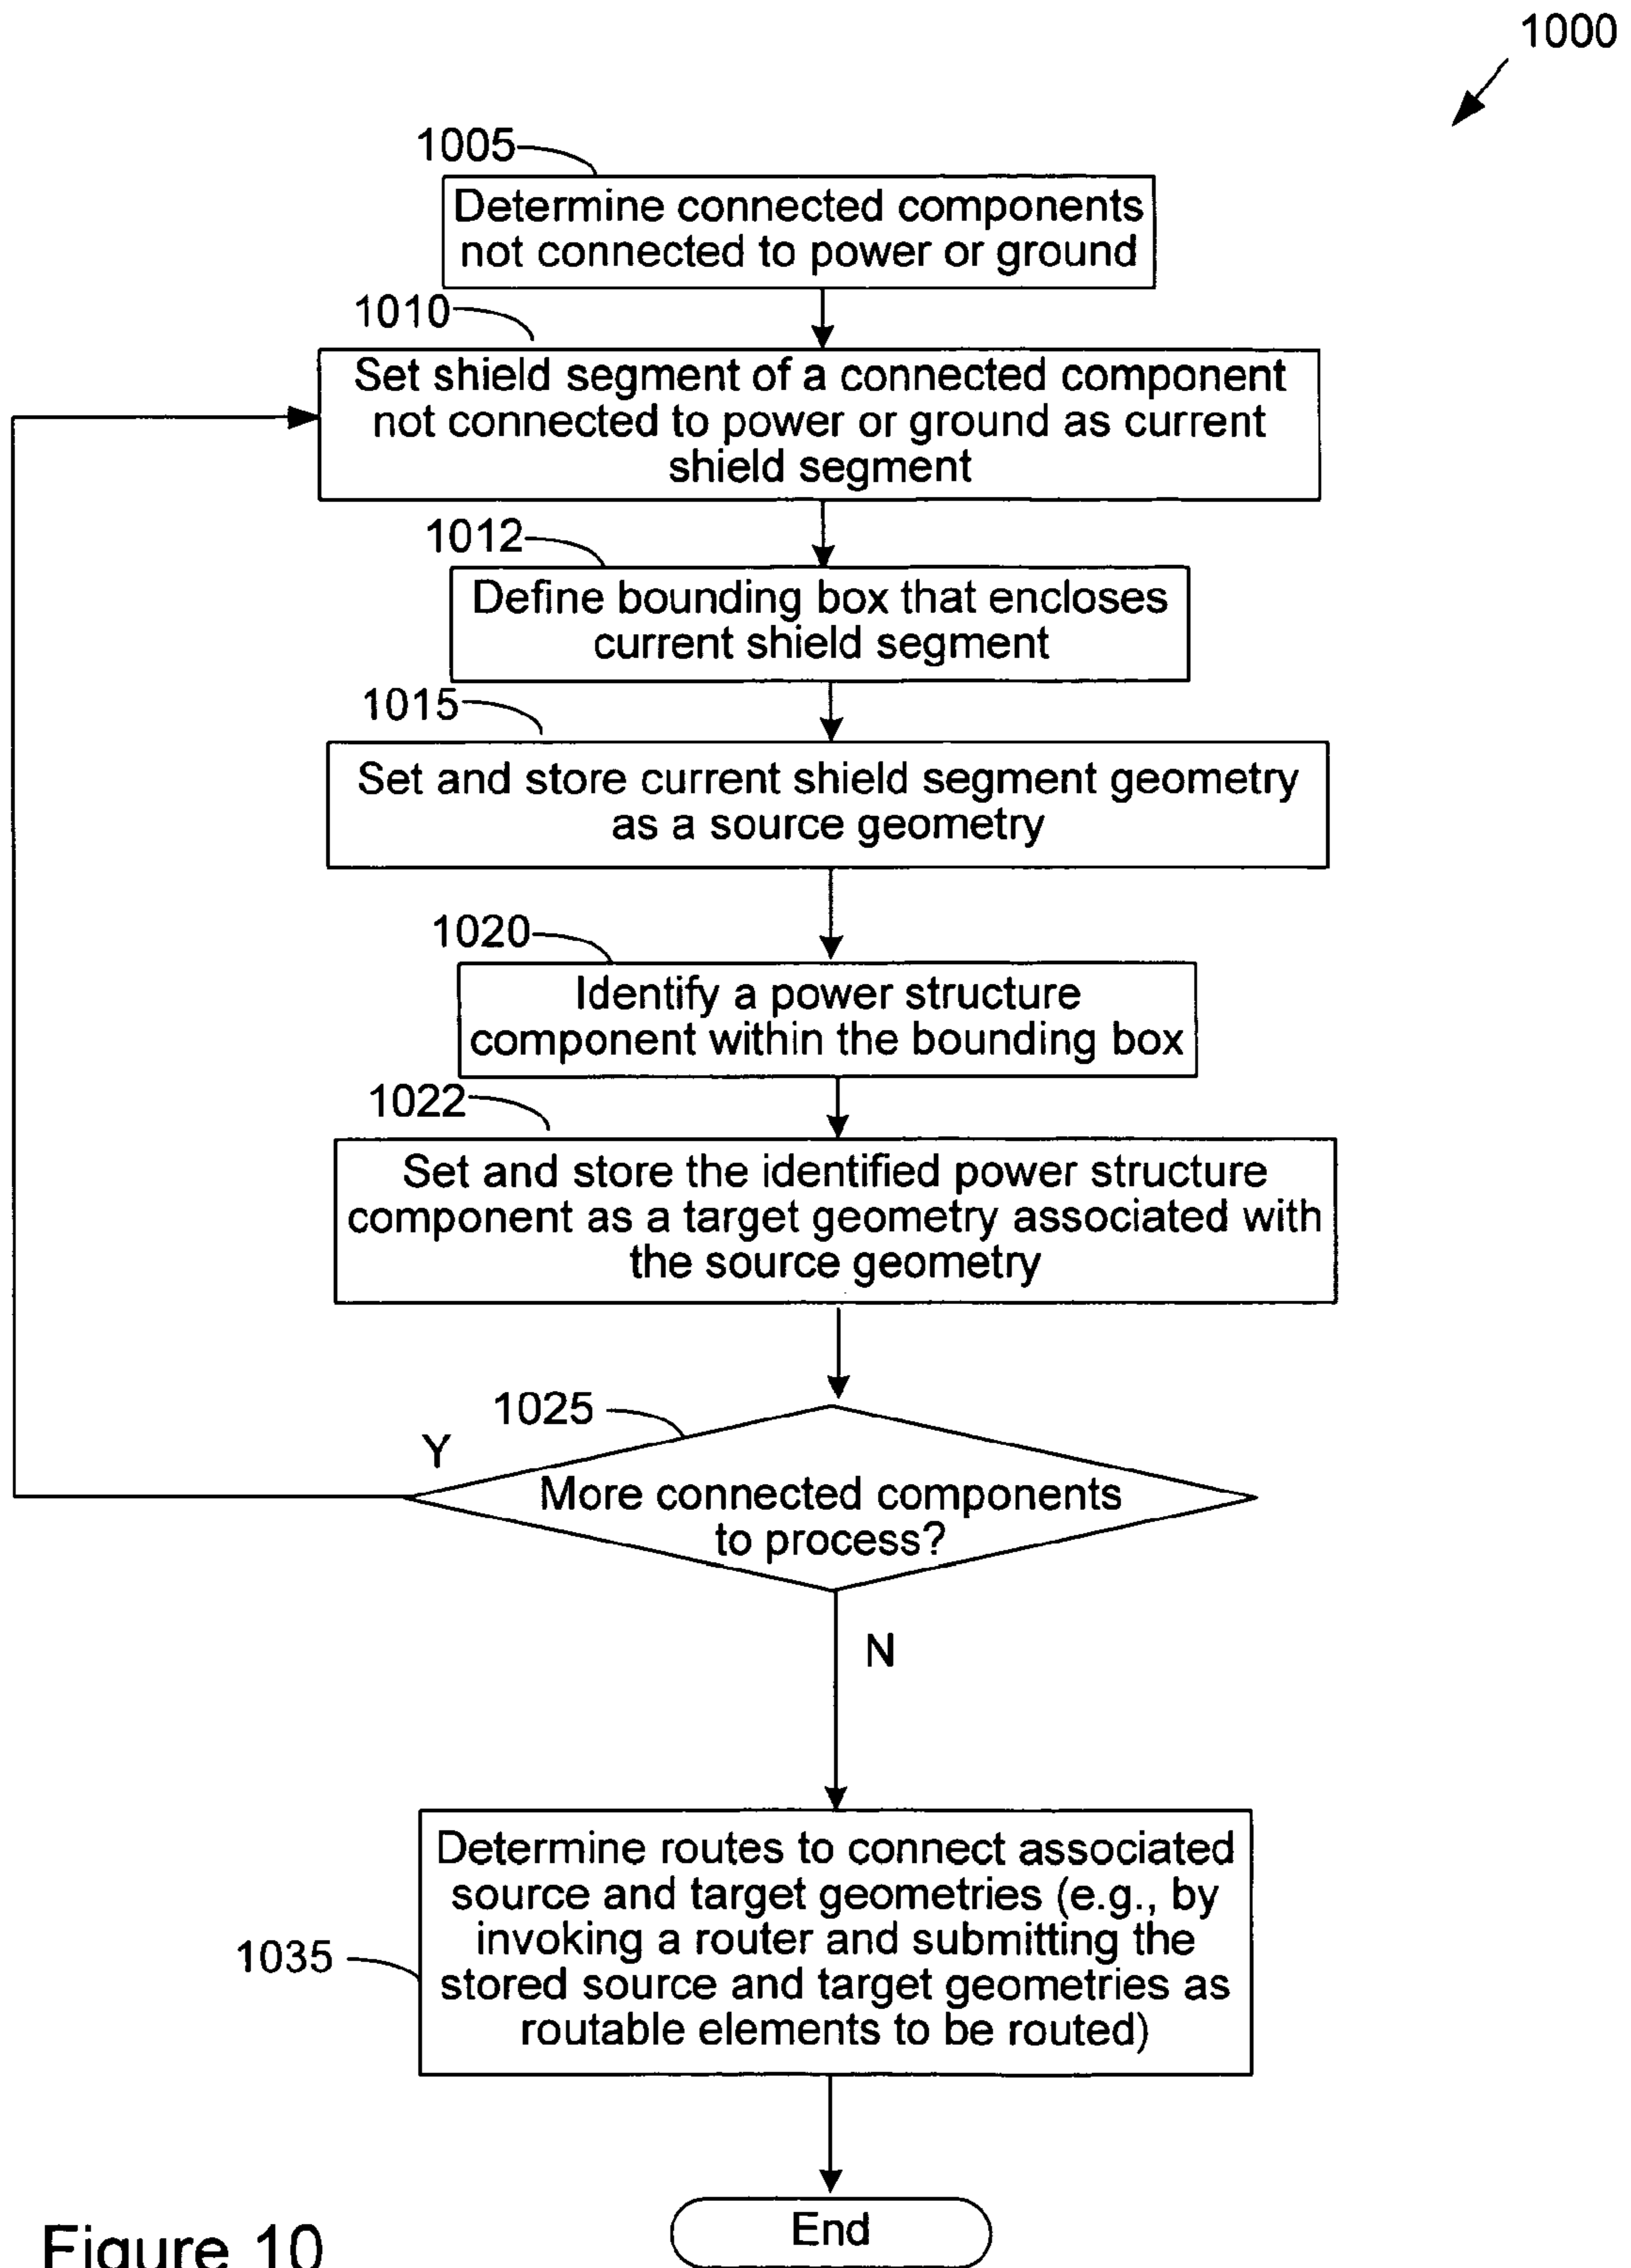 1000
1005
Determine connected components
not connected to power or ground
1010
Set shield segment of a connected component
not connected to power or ground as current
shield segment
1012
Define bounding box that encloses
current shield segment
1015
Set and store current shield segment geometry
as a source geometry
1020
Identify a power structure
component within the bounding box
1022
Set and store the identified power structure
component as a target geometry associated with
the source geometry
1025
Y
More connected components
to process?
N
1035
Determine routes to connect associated
source and target geometries (e.g., by
invoking a router and submitting the
stored source and target geometries as
routable elements to be routed)
End
Figure 10